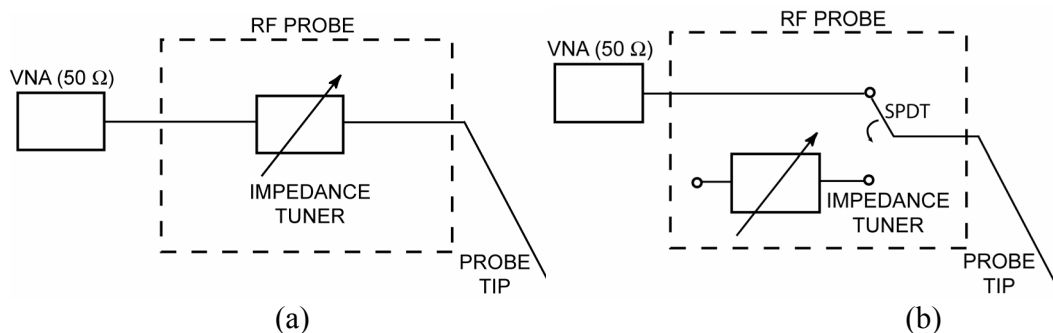 RF PROBE
VNA (50 Ω)
IMPEDANCE
TUNER
PROBE
TIP
(a)
RF PROBE
VNA (50 Ω)
SPDT
IMPEDANCE
TUNER
PROBE
TIP
(b)